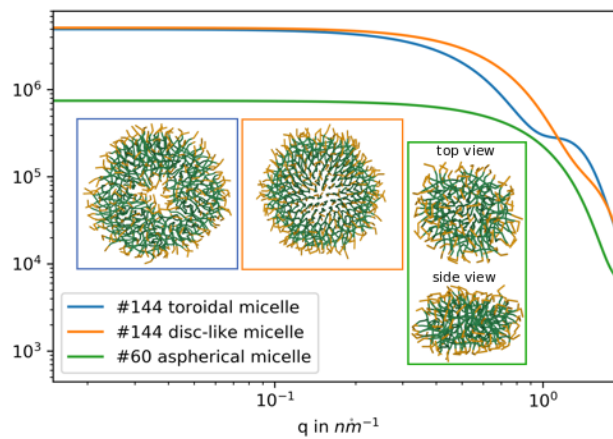 10⁶
10⁵
10⁴
10³
top view
side view
#144 toroidal micelle
#144 disc-like micelle
#60 aspherical micelle
10⁻¹
10⁰
q in nṁ⁻¹